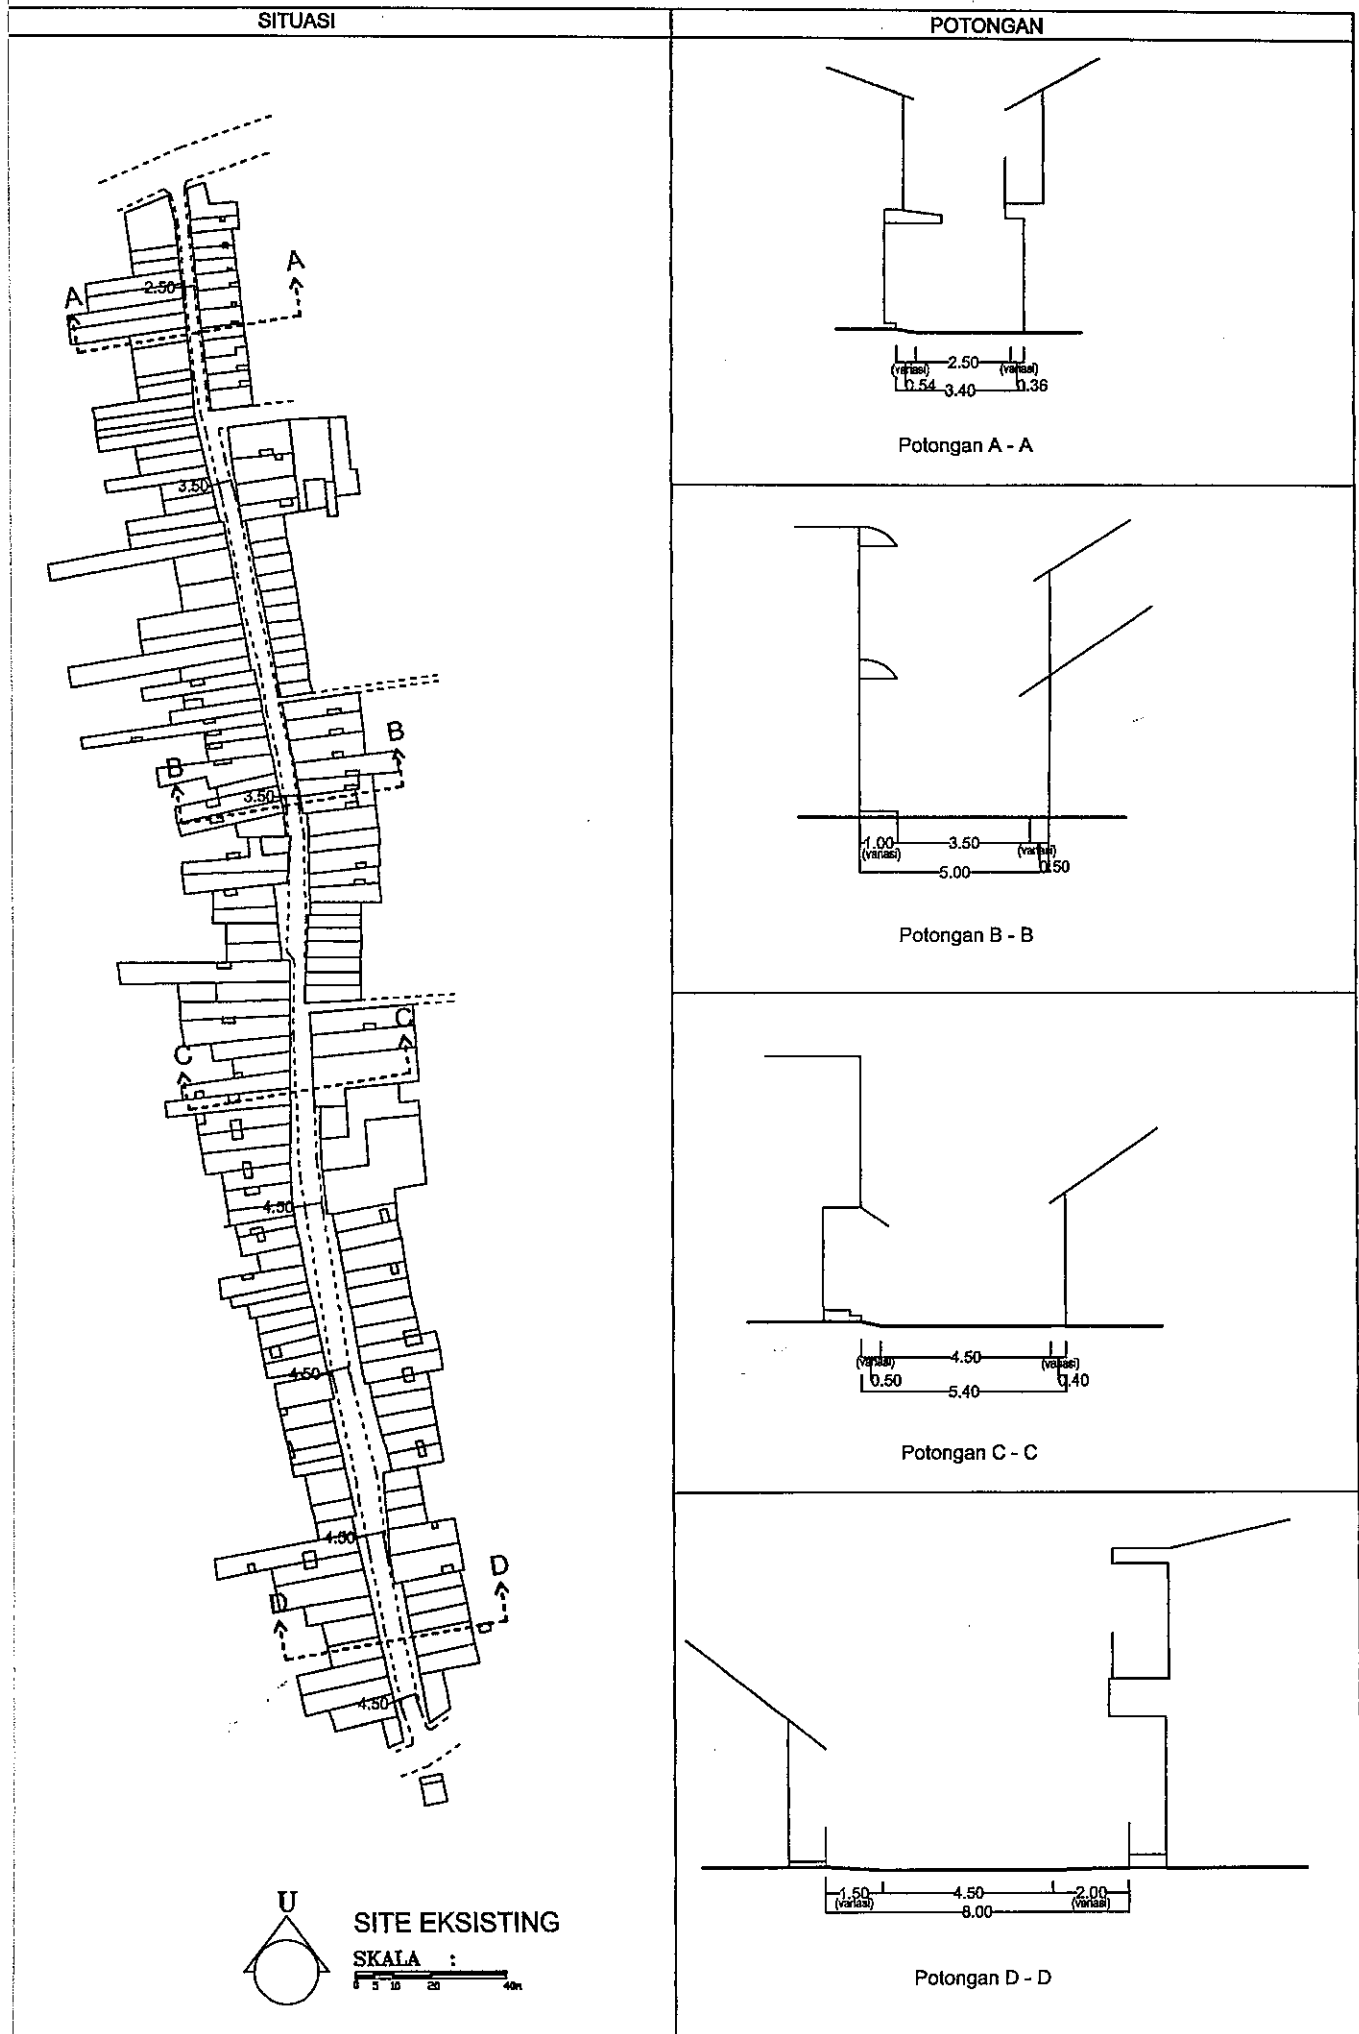 SITUASI
A
A
2.50
3.50
B
B
3.50
C
C
4.50
4.50
4.50
D
D
4.50
U
SITE EKSISTING
SKALA :
0 5 10 20 40m
POTONGAN
2.50
(variasi) (variasi)
0.54 3.40 0.36
Potongan A - A
1.00 3.50
(variasi) (variasi)
5.00 0.50
Potongan B - B
4.50
(variasi) (variasi)
0.50 5.40 0.40
Potongan C - C
1.50 4.50 2.00
(variasi) (variasi)
8.00
Potongan D - D